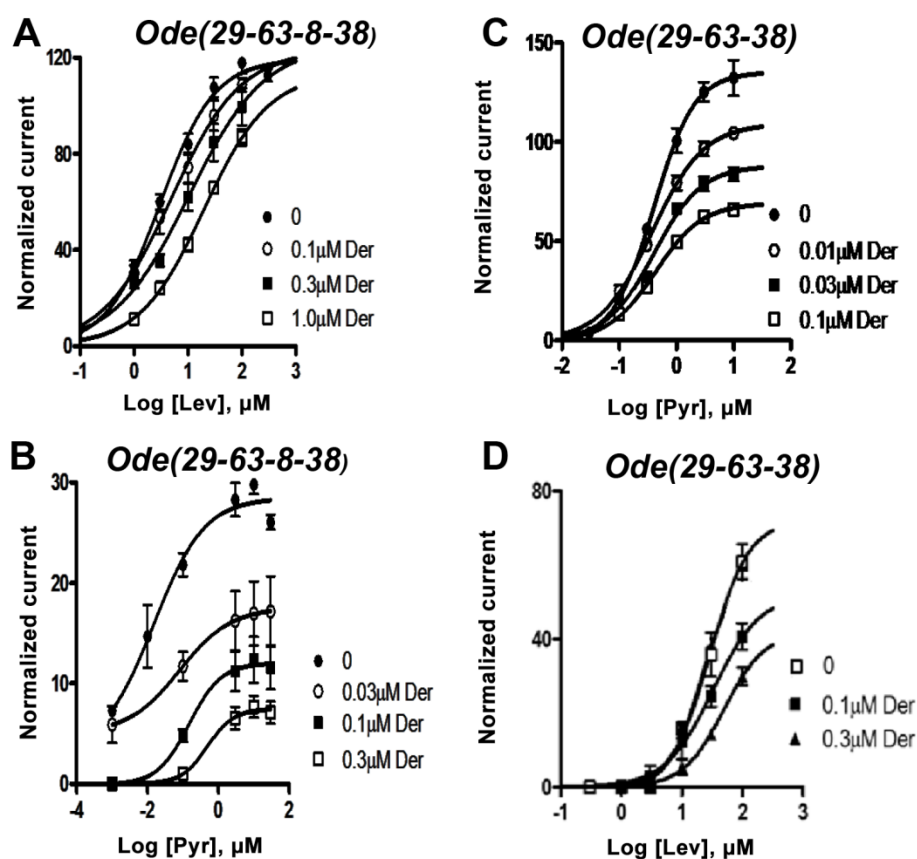 A
Ode(29-63-8-38)
Normalized current
120
80
40
0
-1
0
1
2
3
Log [Lev], µM
0
0.1µM Der
0.3µM Der
1.0µM Der
C
Ode(29-63-38)
Normalized current
150
100
50
0
-2
-1
0
1
2
Log [Pyr], µM
0
0.01µM Der
0.03µM Der
0.1µM Der
B
Ode(29-63-8-38)
Normalized current
30
20
10
0
-4
-2
0
2
Log [Pyr], µM
0
0.03µM Der
0.1µM Der
0.3µM Der
D
Ode(29-63-38)
Normalized current
80
40
0
-1
0
1
2
3
Log [Lev], µM
0
0.1µM Der
0.3µM Der